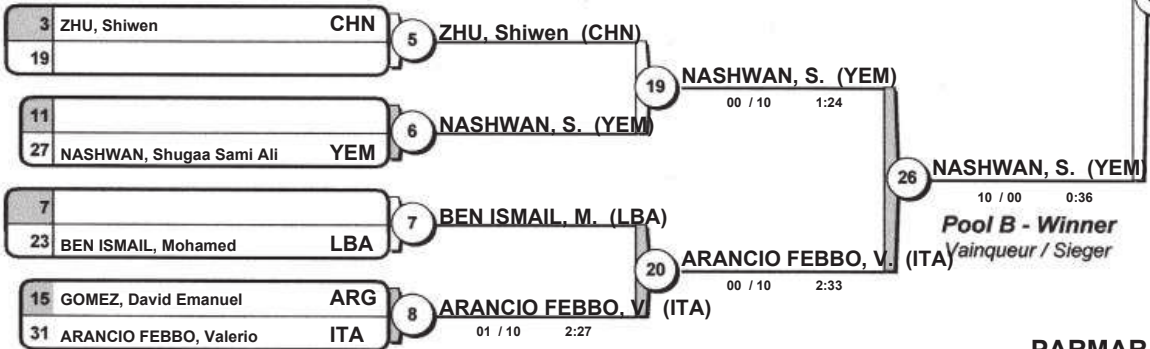 3 ZHU, Shiwen CHN
19
5
ZHU, Shiwen (CHN)
19
NASHWAN, S. (YEM)
00 / 10 1:24
11
27 NASHWAN, Shugaa Sami Ali YEM
6
NASHWAN, S. (YEM)
26
NASHWAN, S. (YEM)
10 / 00 0:36
Pool B - Winner
Vainqueur / Sieger
7
23 BEN ISMAIL, Mohamed LBA
7
BEN ISMAIL, M. (LBA)
20
ARANCIO FEBBO, V. (ITA)
00 / 10 2:33
15 GOMEZ, David Emanuel ARG
31 ARANCIO FEBBO, Valerio ITA
8
ARANCIO FEBBO, V. (ITA)
01 / 10 2:27